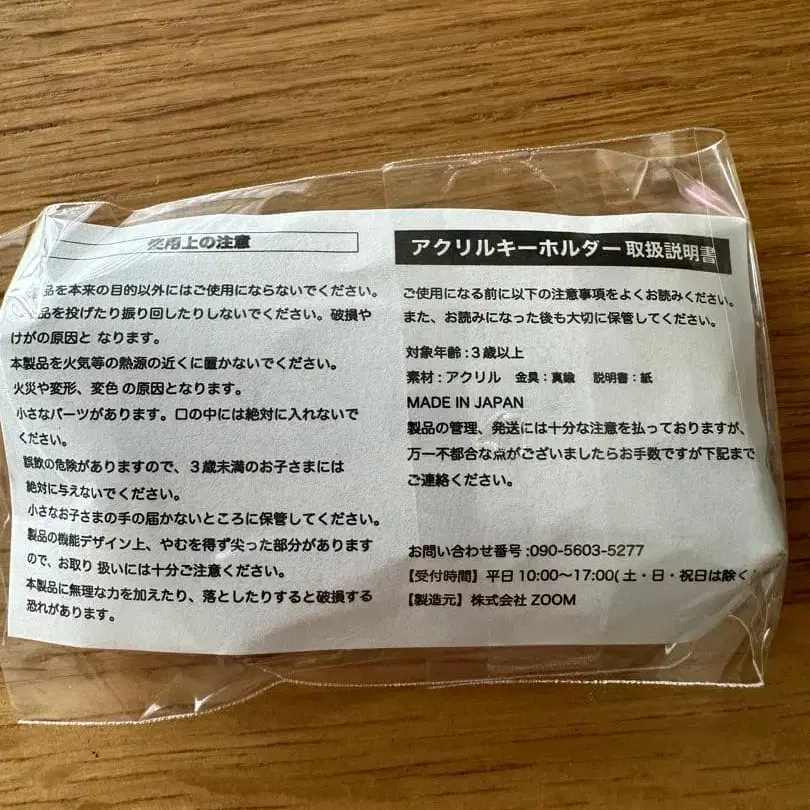 使用上の注意
品を本来の目的以外にはご使用にならないでください。
品を投げたり振り回したりしないでください。破損や
けがの原因と なります。
本製品を火気等の熱源の近くに置かないでください。
火災や変形、変色 の原因となります。
小さなパーツがあります。口の中には絶対に入れないで
ください。
誤飲の危険がありますので、３歳未満のお子さまには
絶対に与えないでください。
小さなお子さまの手の届かないところに保管してください。
製品の機能デザイン上、やむを得ず尖った部分があります
ので、お取り 扱いには十分ご注意ください。
本製品に無理な力を加えたり、落としたりすると破損する
恐れがあります。
アクリルキーホルダー 取扱説明書
ご使用になる前に以下の注意事項をよくお読みください。
また、お読みになった後も大切に保管してください。
対象年齢 : 3 歳以上
素材 : アクリル　金具 : 真鍮　説明書 : 紙
MADE IN JAPAN
製品の管理、発送には十分な注意を払っておりますが、
万一不都合な点がございましたらお手数ですが下記まで
ご連絡ください。
お問い合わせ番号 :090-5603-5277
【受付時間】平日 10:00～17:00( 土・日・祝日は除く
【製造元】株式会社 ZOOM